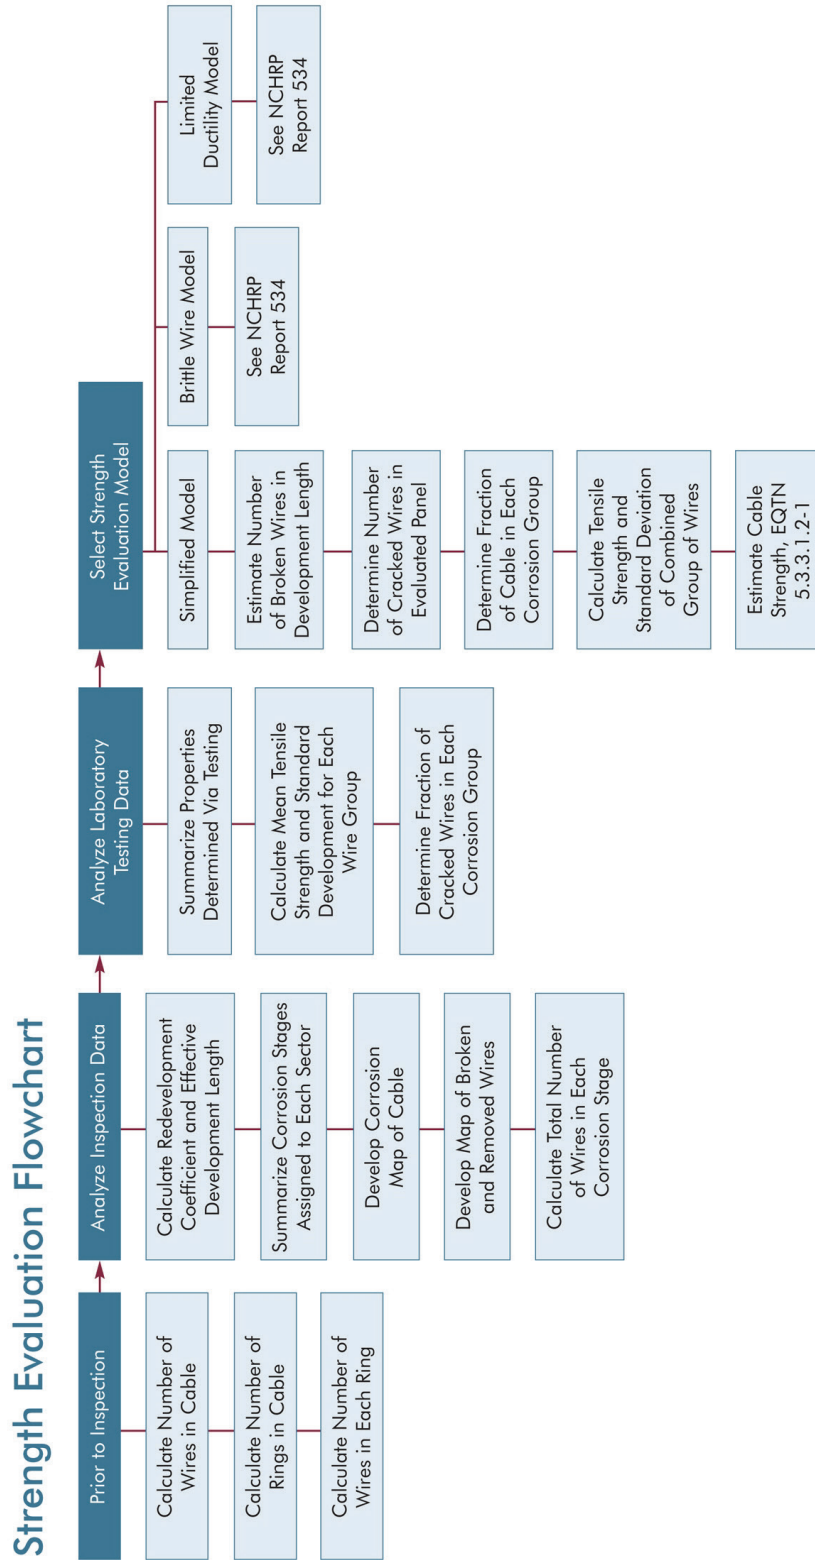 Strength Evaluation Flowchart
Prior to Inspection
Calculate Number of
Wires in Cable
Calculate Number of
Rings in Cable
Calculate Number of
Wires in Each Ring
Analyze Inspection Data
Calculate Redevelopment
Coefficient and Effective
Development Length
Summarize Corrosion Stages
Assigned to Each Sector
Develop Corrosion
Map of Cable
Develop Map of Broken
and Removed Wires
Calculate Total Number
of Wires in Each
Corrosion Stage
Analyze Laboratory
Testing Data
Summarize Properties
Determined Via Testing
Calculate Mean Tensile
Strength and Standard
Development for Each
Wire Group
Determine Fraction of
Cracked Wires in Each
Corrosion Group
Select Strength
Evaluation Model
Simplified Model
Estimate Number
of Broken Wires in
Development Length
Determine Number
of Cracked Wires in
Evaluated Panel
Determine Fraction
of Cable in Each
Corrosion Group
Calculate Tensile
Strength and
Standard Deviation
of Combined
Group of Wires
Estimate Cable
Strength, EQTN
5.3.3.1.2-1
Brittle Wire Model
See NCHRP
Report 534
Limited
Ductility Model
See NCHRP
Report 534